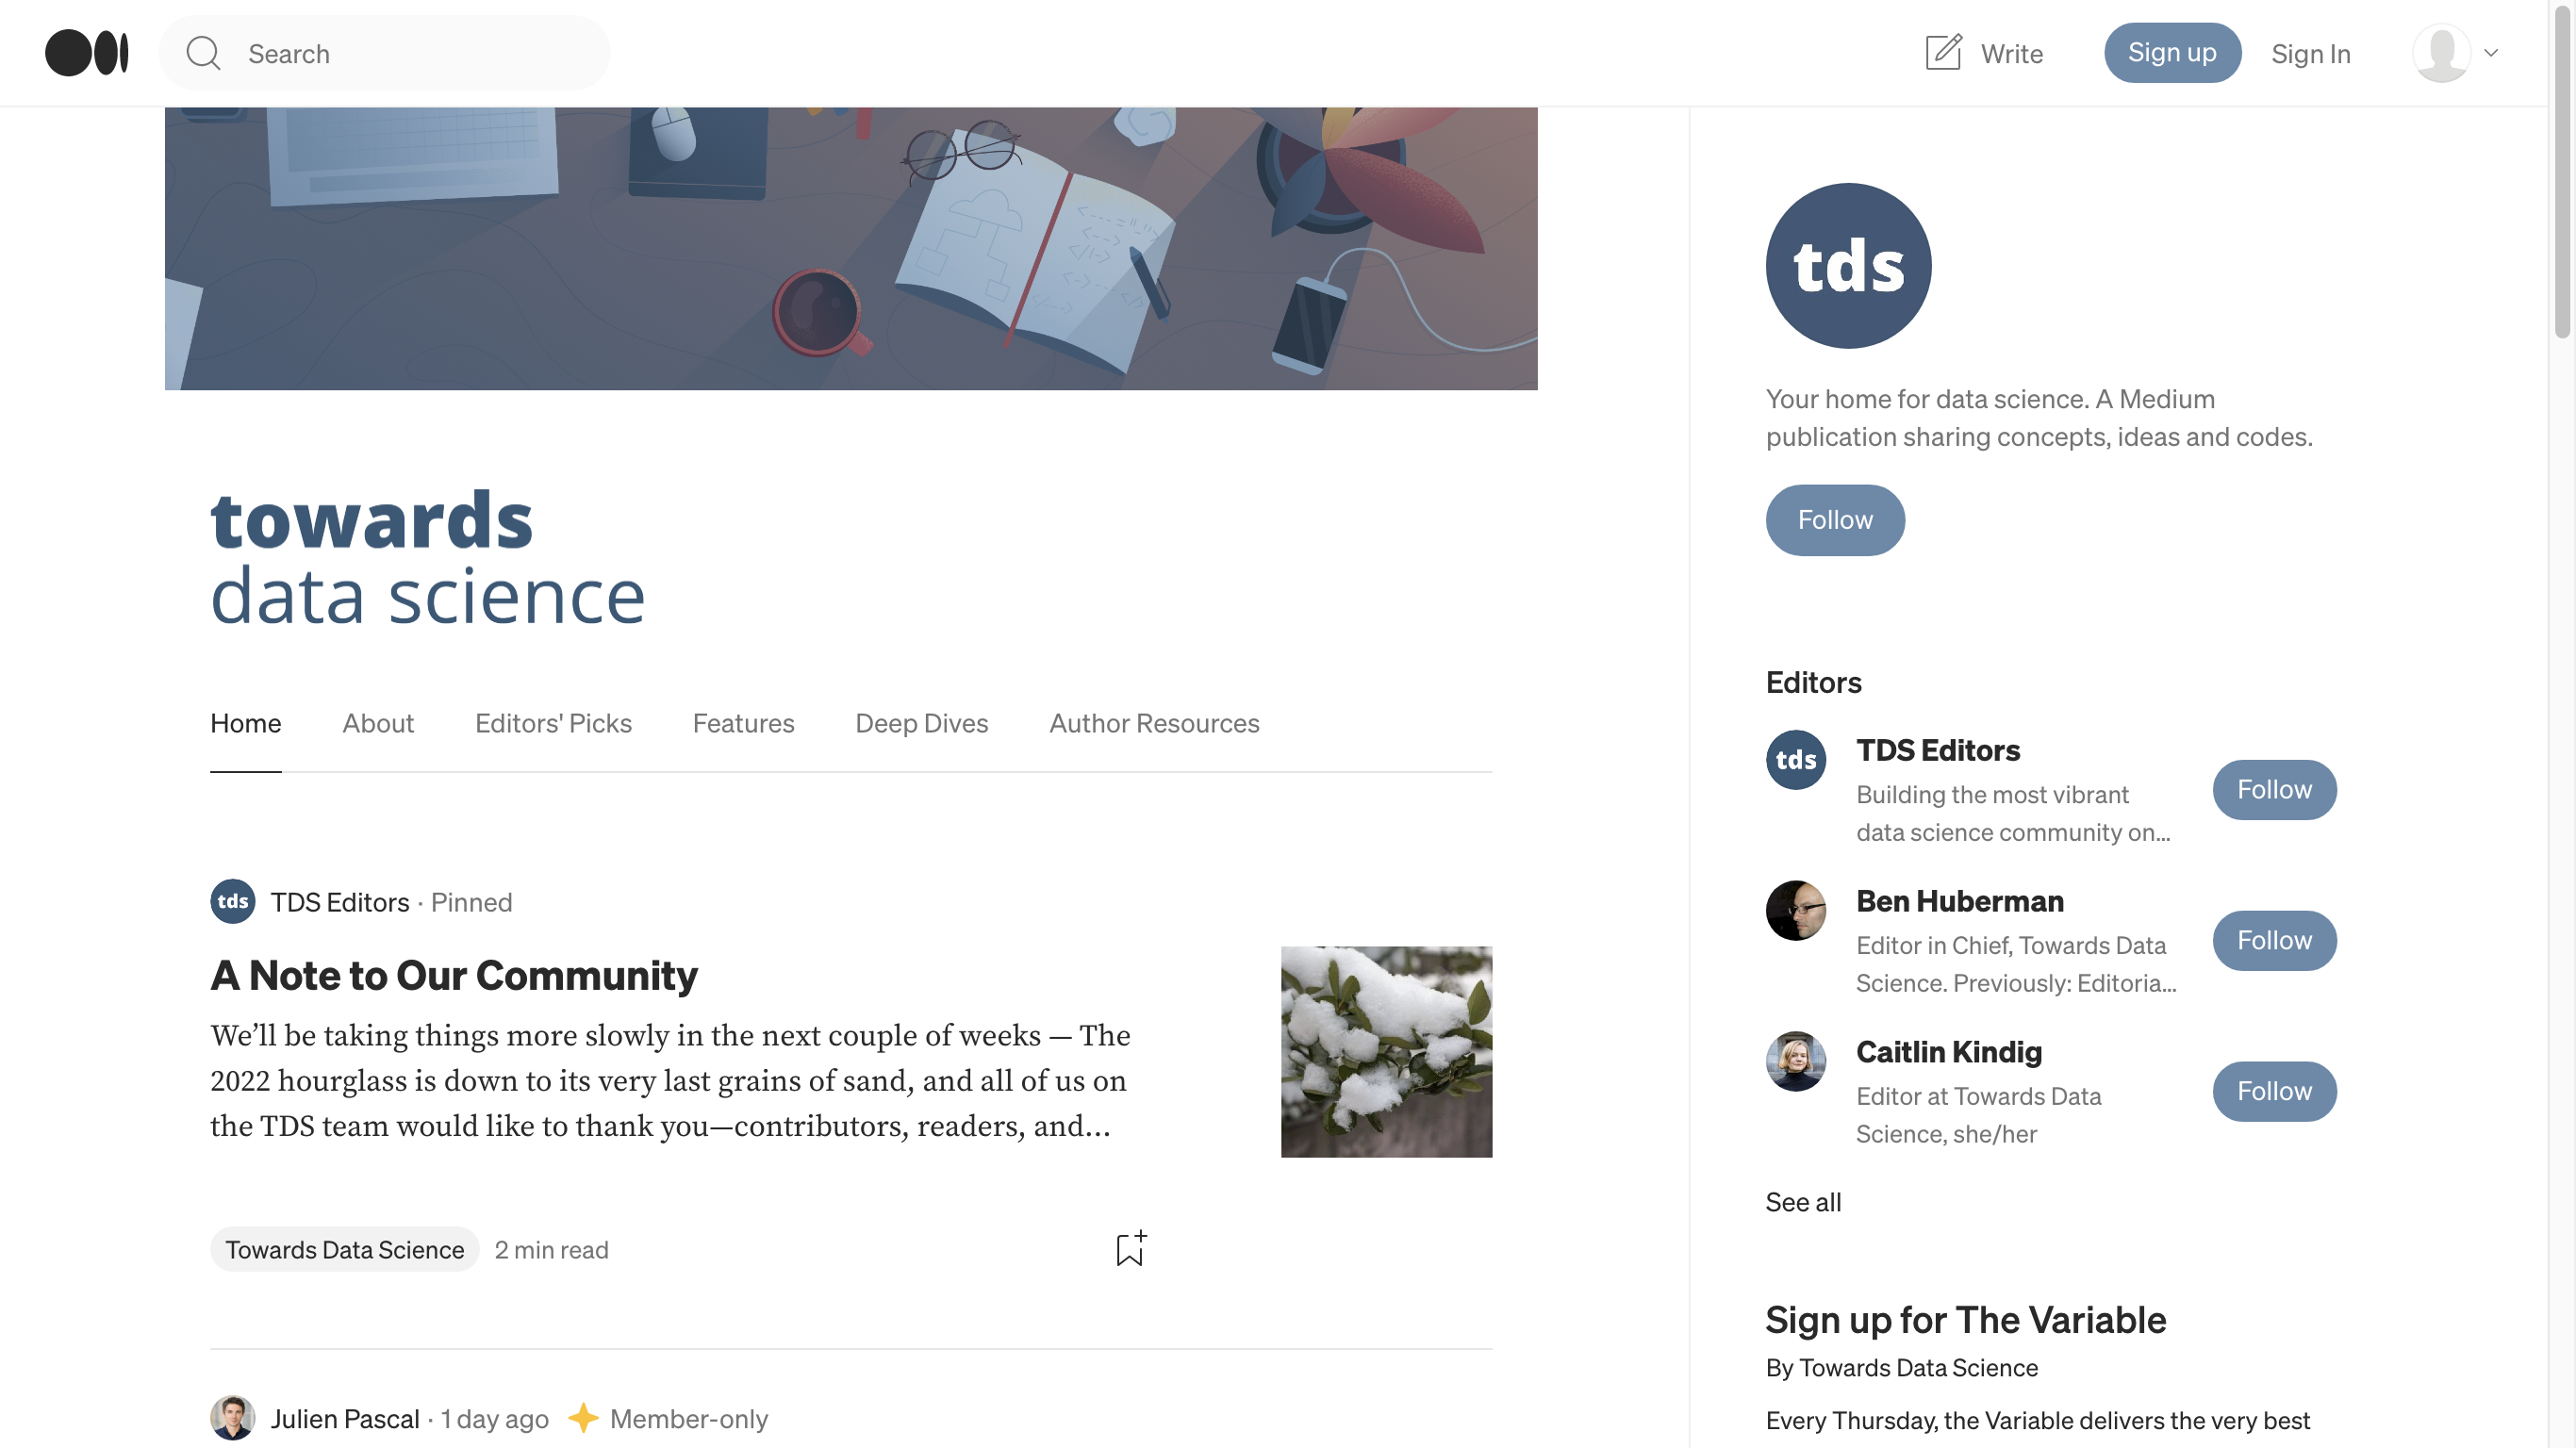 Search
Write
Sign up
Sign In
tds
Your home for data science. A Medium
publication sharing concepts, ideas and codes.
Follow
towards
data science
Home
About
Editors' Picks
Features
Deep Dives
Author Resources
tds
TDS Editors · Pinned
A Note to Our Community
We’ll be taking things more slowly in the next couple of weeks — The
2022 hourglass is down to its very last grains of sand, and all of us on
the TDS team would like to thank you—contributors, readers, and...
Towards Data Science
2 min read
Julien Pascal · 1 day ago
Member-only
Editors
tds
TDS Editors
Building the most vibrant
data science community on...
Follow
Ben Huberman
Editor in Chief, Towards Data
Science. Previously: Editoria...
Follow
Caitlin Kindig
Editor at Towards Data
Science, she/her
Follow
See all
Sign up for The Variable
By Towards Data Science
Every Thursday, the Variable delivers the very best